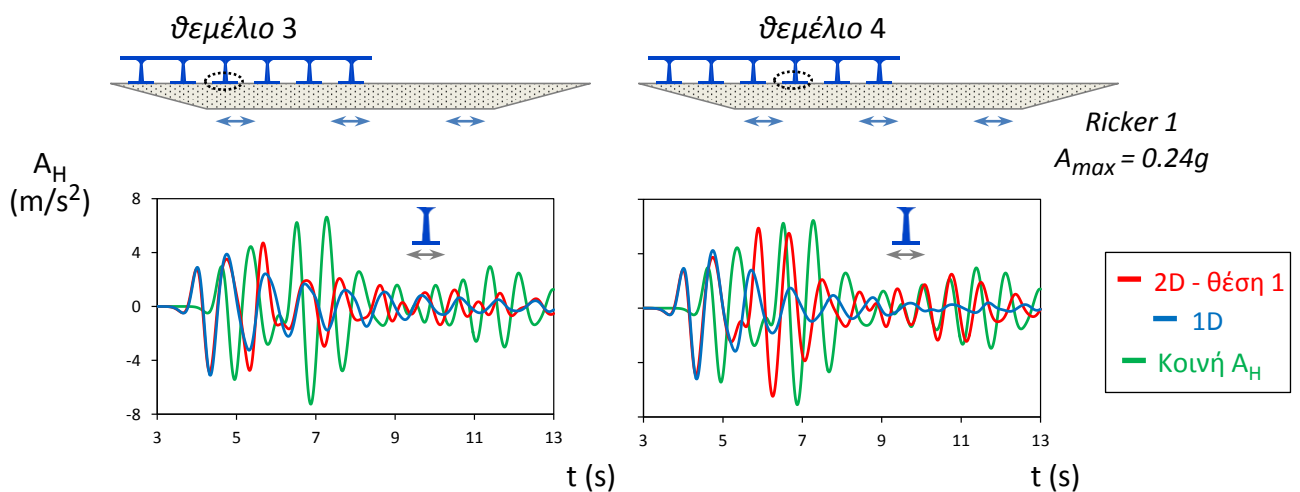 θεμέλιο 3
θεμέλιο 4
Ricker 1
A_max = 0.24g
A_H
(m/s²)
8
4
0
-4
-8
3 5 7 9 11 13
t (s)
3 5 7 9 11 13
t (s)
2D - θέση 1
1D
Κοινή A_H